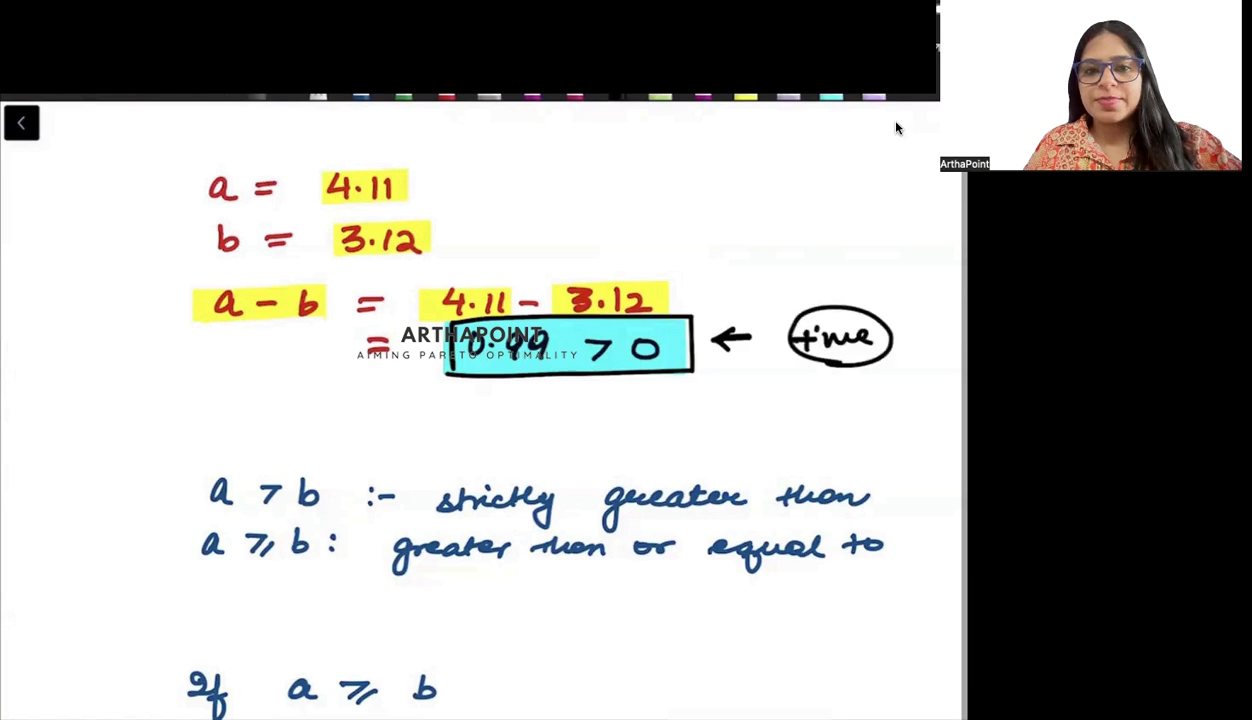 ArthaPoint
a = 4.11
b = 3.12
a - b = 4.11 - 3.12
ARTHAPOINT
= 0.99 > 0 ← +ive
AIMING PARETO OPTIMALITY
a > b :- strictly greater than
a ⩾ b : greater than or equal to
If a ⩾ b